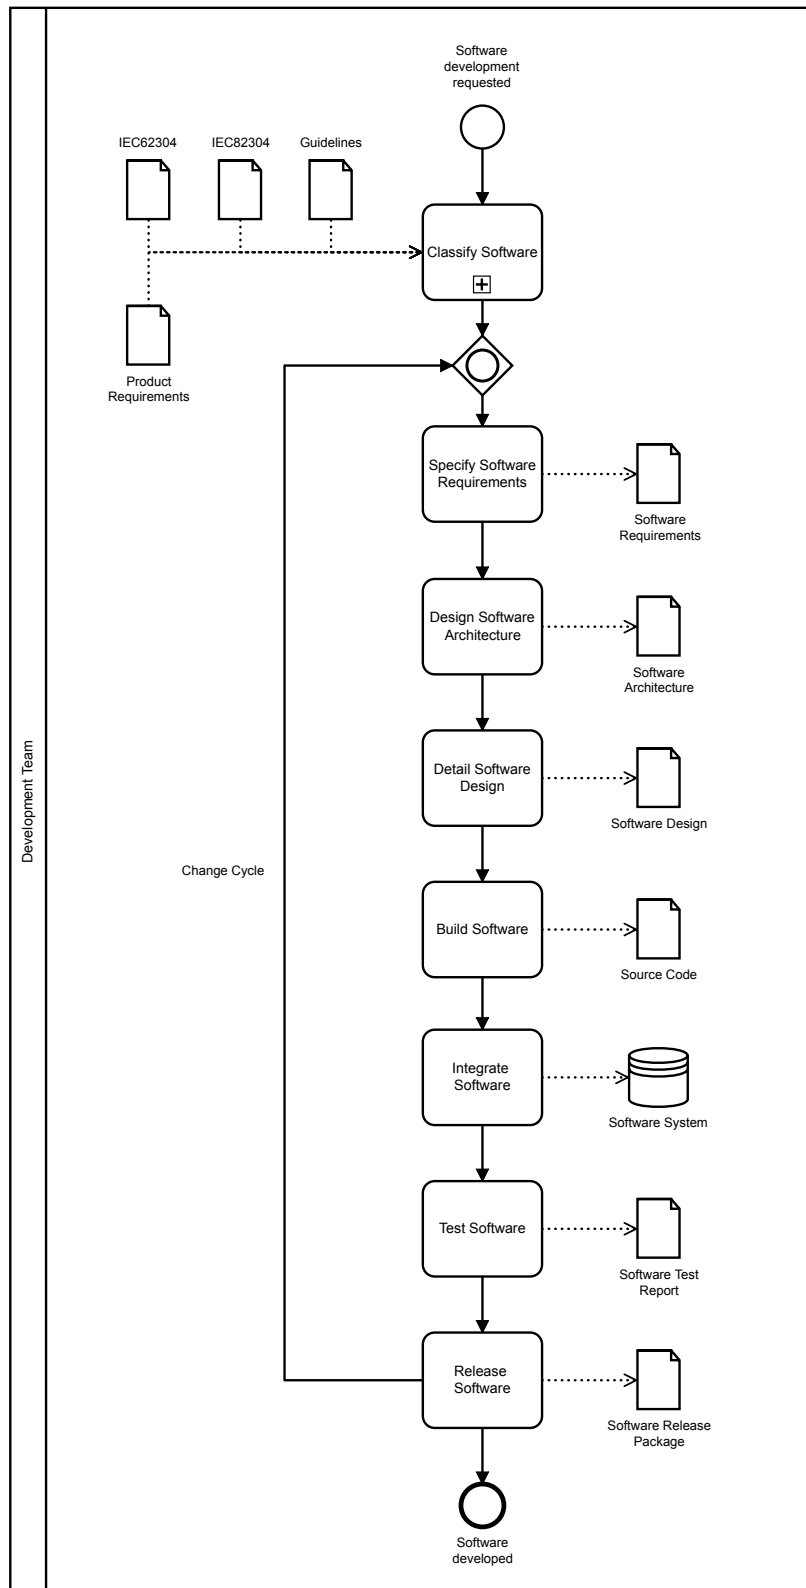 Software
development
requested
IEC62304
IEC82304
Guidelines
Classify Software
Product
Requirements
Specify Software
Requirements
Software
Requirements
Design Software
Architecture
Software
Architecture
Detail Software
Design
Software Design
Development Team
Change Cycle
Build Software
Source Code
Integrate
Software
Software System
Test Software
Software Test
Report
Release
Software
Software Release
Package
Software
developed